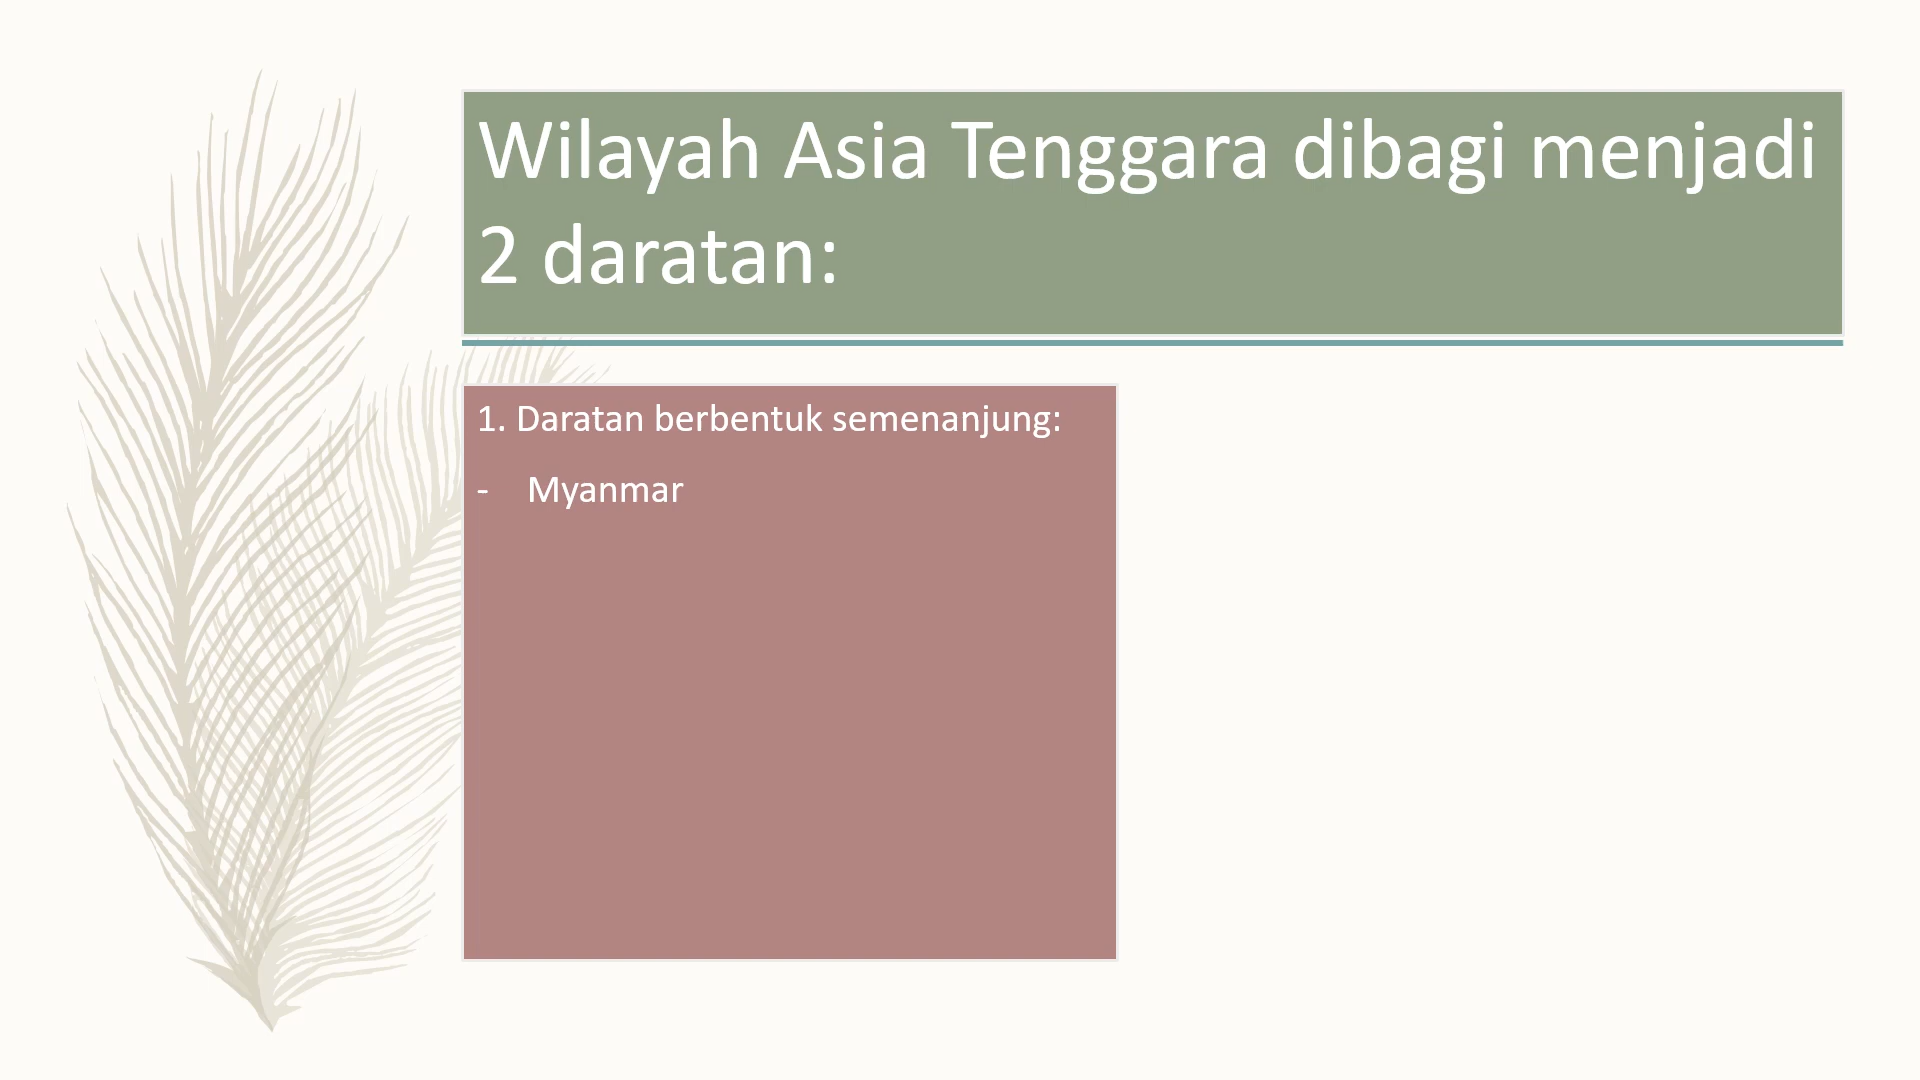 Wilayah Asia Tenggara dibagi menjadi
2 daratan:
1. Daratan berbentuk semenanjung:
- Myanmar